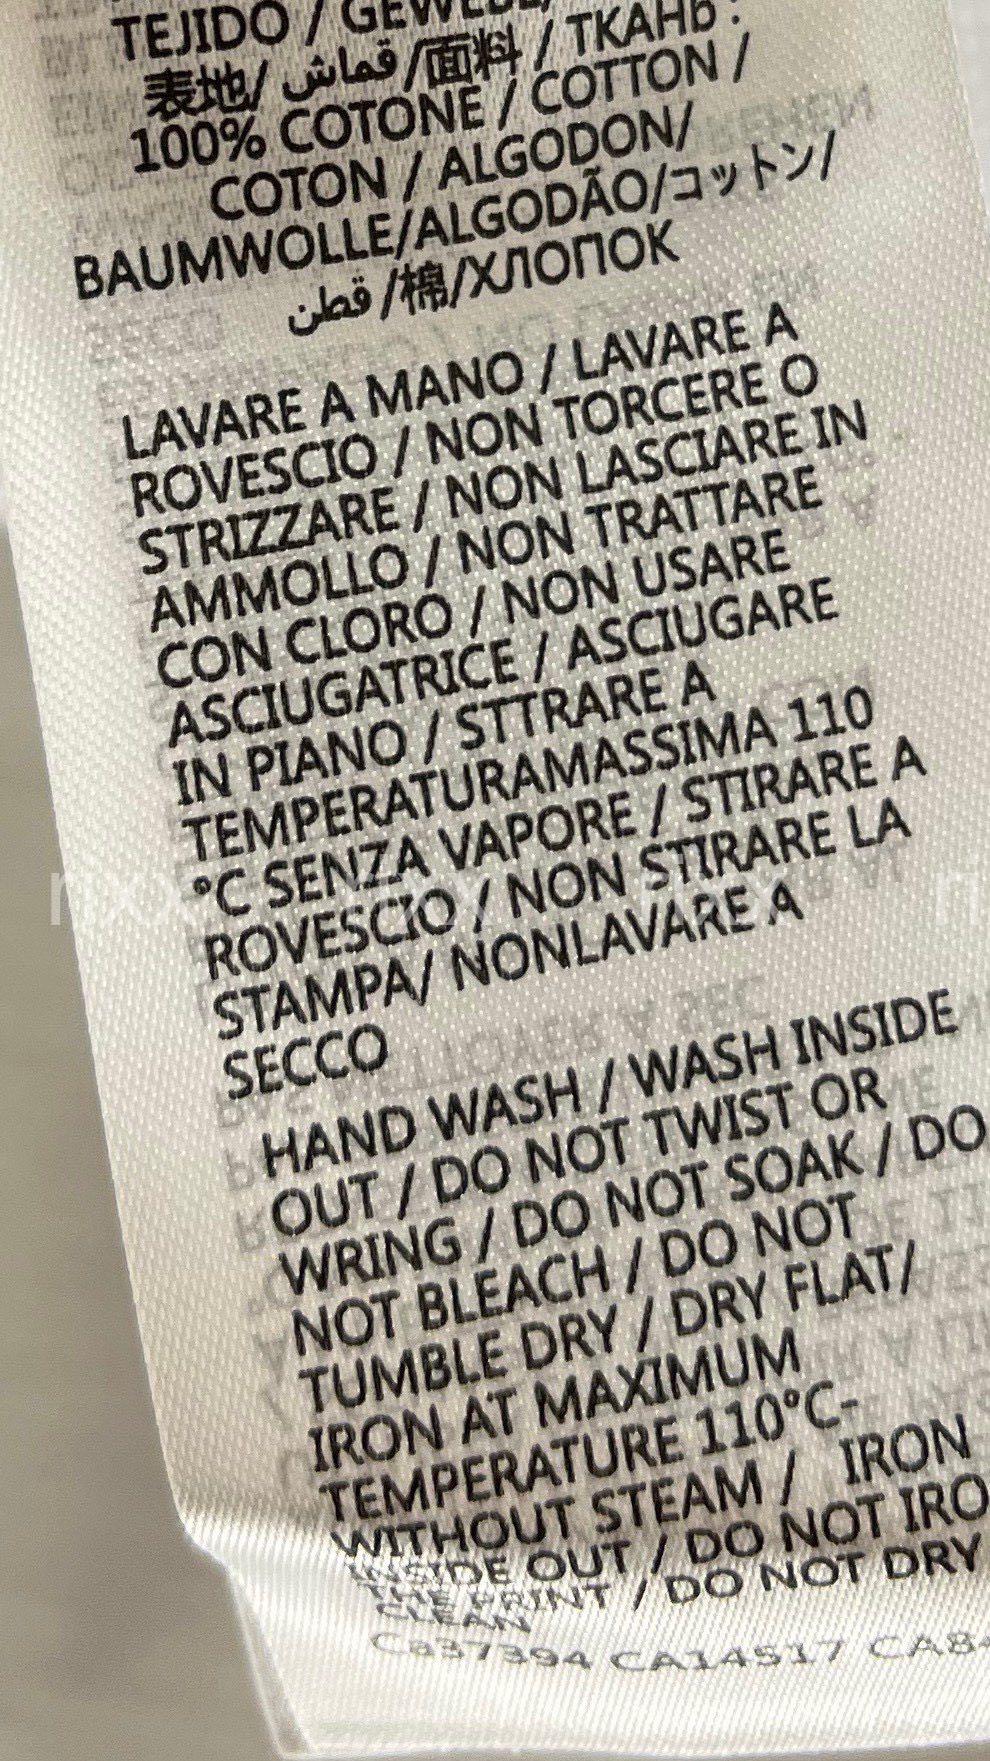 TEJIDO / GEWEBE/
表地/ قماش /面料 / ТКАНЬ :
100% COTONE / COTTON /
COTON / ALGODON/
BAUMWOLLE/ALGODÃO/コットン/
قطن /棉/ХЛОПОК
LAVARE A MANO / LAVARE A
ROVESCIO / NON TORCERE O
STRIZZARE / NON LASCIARE IN
AMMOLLO / NON TRATTARE
CON CLORO / NON USARE
ASCIUGATRICE / ASCIUGARE
IN PIANO / STTRARE A
TEMPERATURAMASSIMA 110
°C SENZA VAPORE / STIRARE A
ROVESCIO / NON STIRARE LA
STAMPA/ NONLAVARE A
SECCO
HAND WASH / WASH INSIDE
OUT / DO NOT TWIST OR
WRING / DO NOT SOAK / DO
NOT BLEACH / DO NOT
TUMBLE DRY / DRY FLAT/
IRON AT MAXIMUM
TEMPERATURE 110°C-
WITHOUT STEAM / IRON
INSIDE OUT / DO NOT IRO
THE PRINT / DO NOT DRY
CLEAN
Ca37394 CA14517 CA84